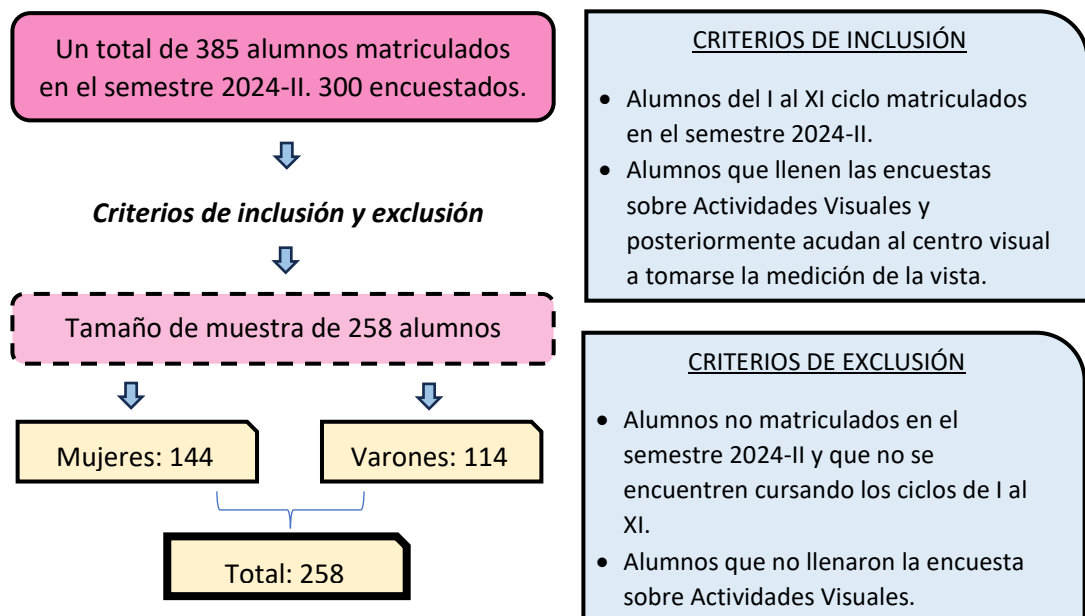 Un total de 385 alumnos matriculados
en el semestre 2024-II. 300 encuestados.
Criterios de inclusión y exclusión
Tamaño de muestra de 258 alumnos
Mujeres: 144
Varones: 114
Total: 258
CRITERIOS DE INCLUSIÓN
• Alumnos del I al XI ciclo matriculados
en el semestre 2024-II.
• Alumnos que llenen las encuestas
sobre Actividades Visuales y
posteriormente acudan al centro visual
a tomarse la medición de la vista.
CRITERIOS DE EXCLUSIÓN
• Alumnos no matriculados en el
semestre 2024-II y que no se
encuentren cursando los ciclos de I al
XI.
• Alumnos que no llenaron la encuesta
sobre Actividades Visuales.